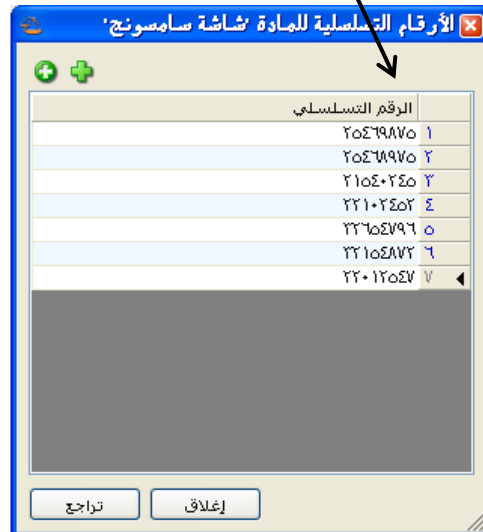 الأرقام التسلسلية للمادة 'شاشة سامسونج'
الرقم التسلسلي
١ ٢٥٤٦٩٨٧٥
٢ ٢٥٤٦٨٩٧٥
٣ ٢١٥٤٠٢٤٥
٤ ٢٢١٠٢٤٥٢
٥ ٢٢٦٥٤٧٩٦
٦ ٢٢١٥٤٨٧٢
٧ ٢٢٠١٢٥٤٧
إغلاق
تراجع